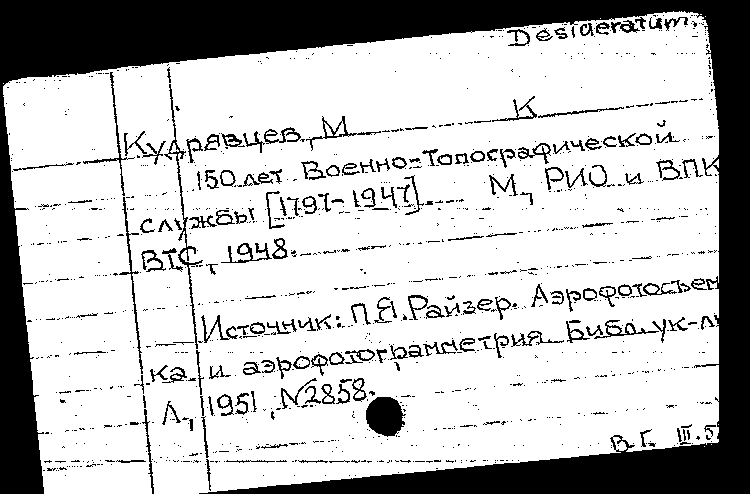 Desideratum.
Кудрявцев, М К
150 лет Военно-Топографической
службы [1797-1947]. М., РИО и ВПК
ВТС, 1948.
Источник: П.Я. Райзер. Аэрофотосъем
ка и аэрофотограмметрия. Библ. ук-ль
Л., 1951, №2858.
В Г. III.5